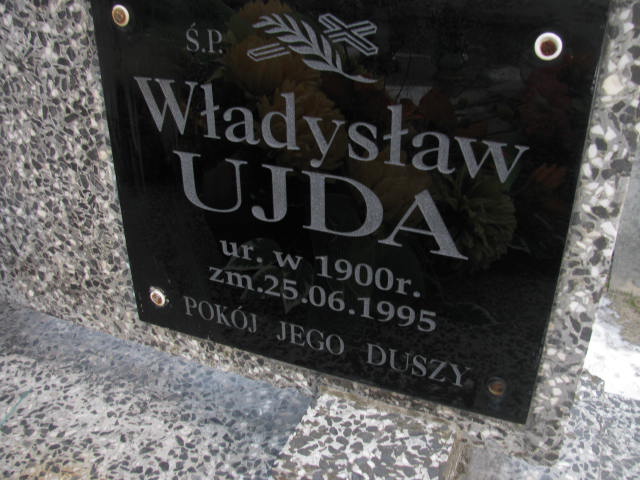 Ś.P.
Władysław
UJDA
ur. w 1900r.
zm.25.06.1995
POKÓJ JEGO DUSZY